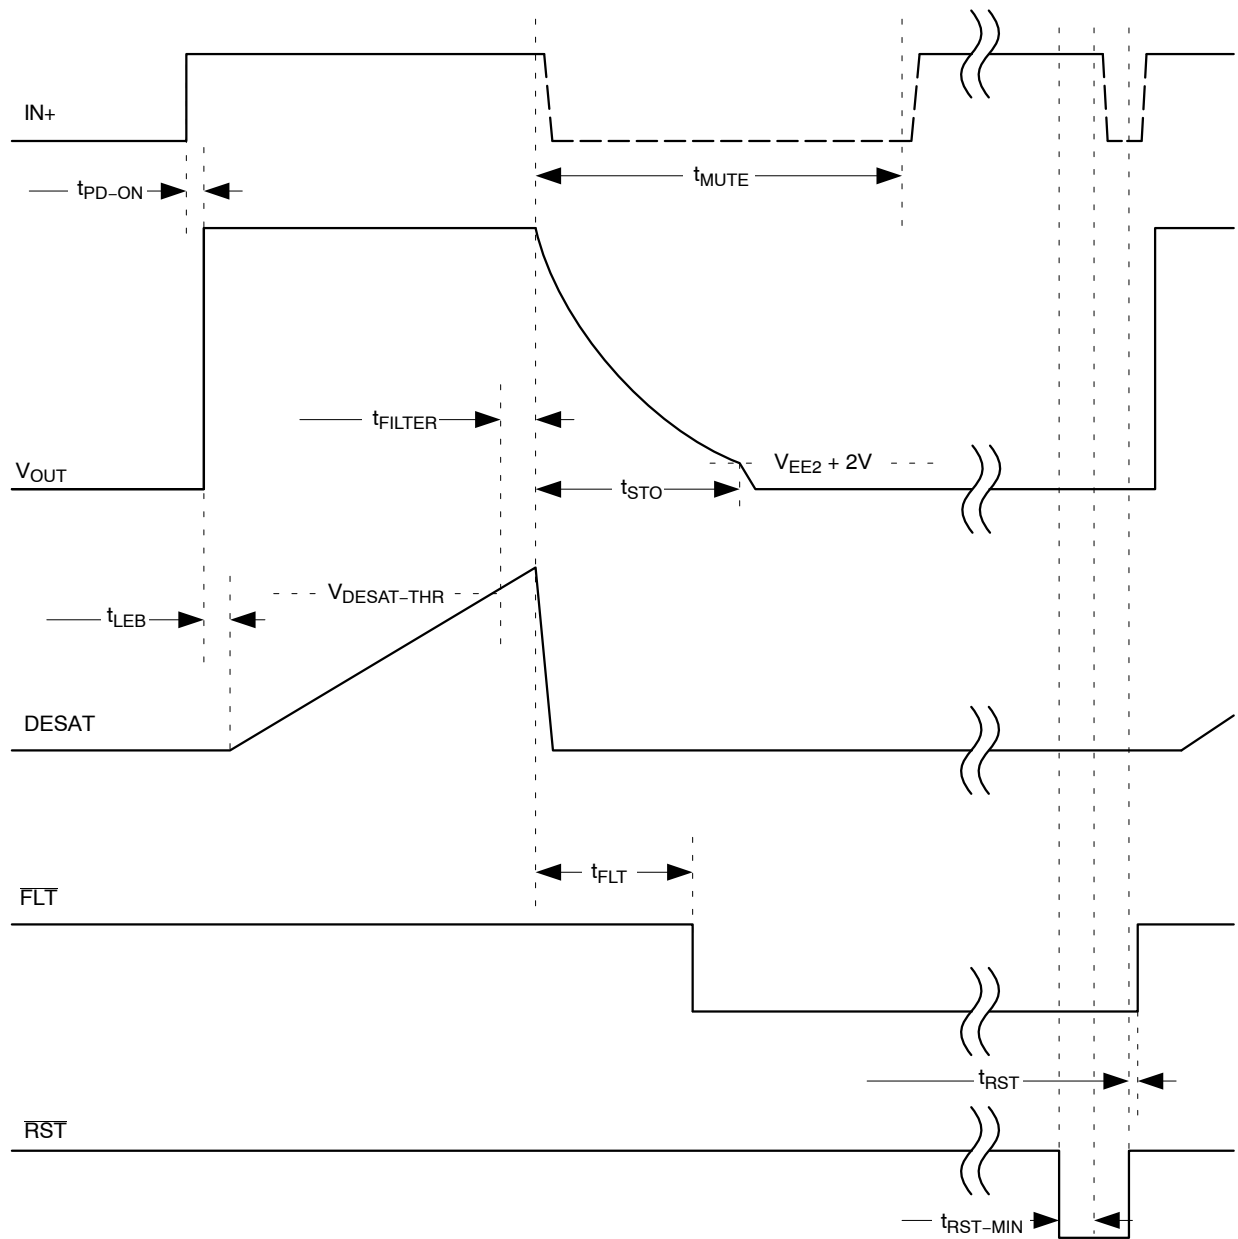 IN+
tPD−ON
tMUTE
tFILTER
VOUT
VEE2 + 2V
tSTO
VDESAT−THR
tLEB
DESAT
tFLT
FLT
tRST
RST
tRST−MIN